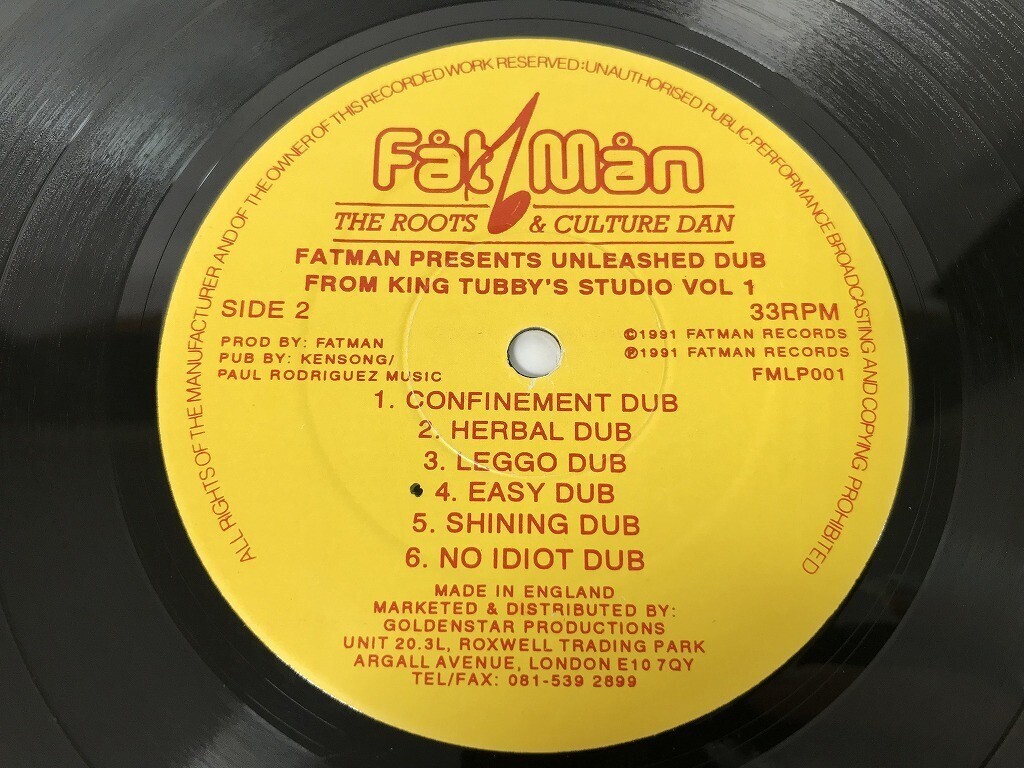 ALL RIGHTS OF THE MANUFACTURER AND OF THE OWNER OF THIS RECORDED WORK RESERVED: UNAUTHORISED PUBLIC PERFORMANCE BROADCASTING AND COPYING PROHIBITED
Fåt Mån
THE ROOTS & CULTURE DAN
FATMAN PRESENTS UNLEASHED DUB
FROM KING TUBBY'S STUDIO VOL 1
SIDE 2 33RPM
PROD BY: FATMAN ©1991 FATMAN RECORDS
PUB BY: KENSONG/ ℗1991 FATMAN RECORDS
PAUL RODRIGUEZ MUSIC FMLP001
1. CONFINEMENT DUB
2. HERBAL DUB
3. LEGGO DUB
4. EASY DUB
5. SHINING DUB
6. NO IDIOT DUB
MADE IN ENGLAND
MARKETED & DISTRIBUTED BY:
GOLDENSTAR PRODUCTIONS
UNIT 20.3L, ROXWELL TRADING PARK
ARGALL AVENUE, LONDON E10 7QY
TEL/FAX: 081-539 2899